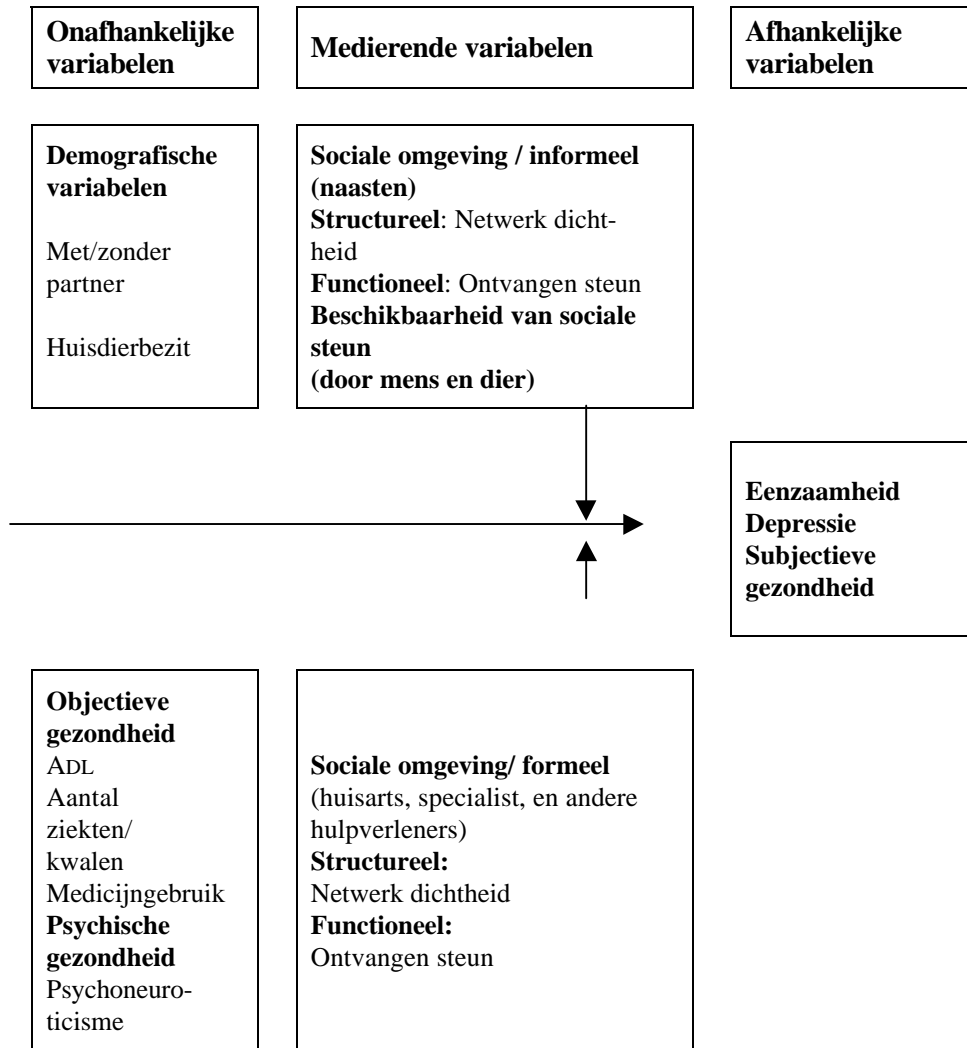 Onafhankelijke
variabelen
Medierende variabelen
Afhankelijke
variabelen
Demografische
variabelen
Met/zonder
partner
Huisdierbezit
Sociale omgeving / informeel
(naasten)
Structureel: Netwerk dicht-
heid
Functioneel: Ontvangen steun
Beschikbaarheid van sociale
steun
(door mens en dier)
Eenzaamheid
Depressie
Subjectieve
gezondheid
Objectieve
gezondheid
ADL
Aantal
ziekten/
kwalen
Medicijngebruik
Psychische
gezondheid
Psychoneuro-
ticisme
Sociale omgeving/ formeel
(huisarts, specialist, en andere
hulpverleners)
Structureel:
Netwerk dichtheid
Functioneel:
Ontvangen steun